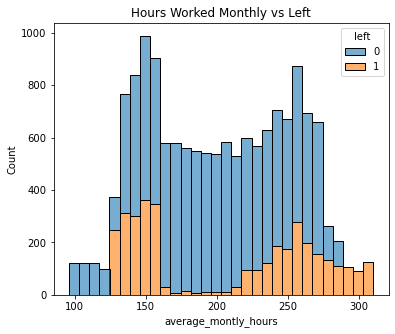 Hours Worked Monthly vs Left
left
0
1
1000
800
600
400
200
0
Count
100 150 200 250 300
average_montly_hours